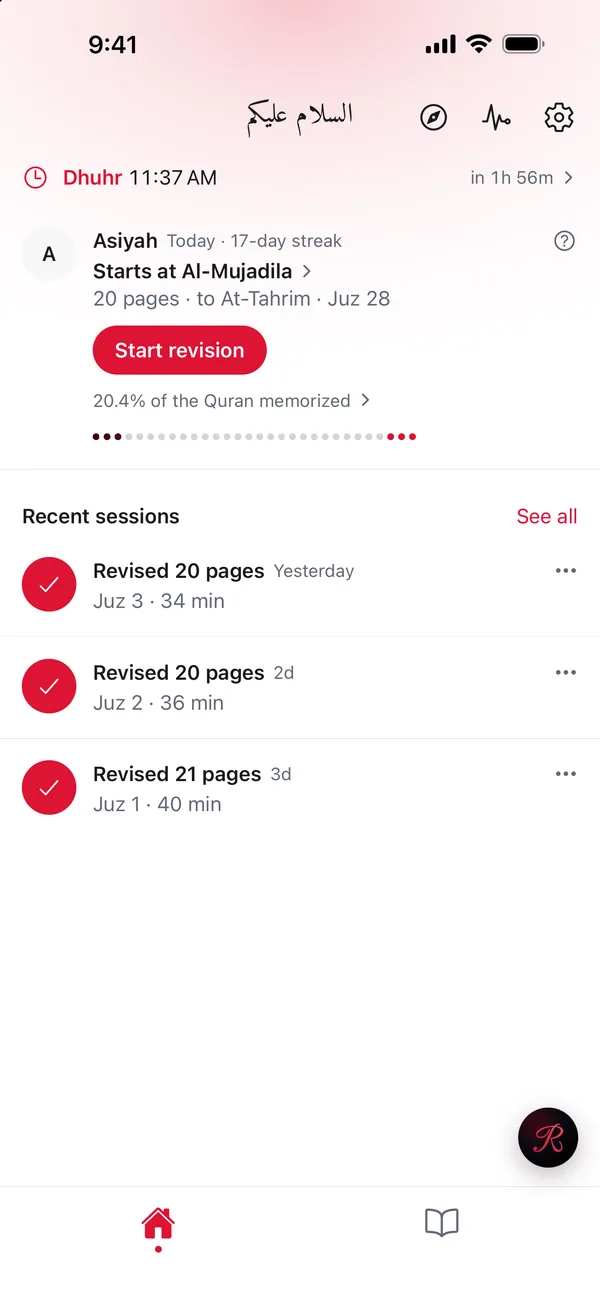 9:41
السلام عليكم
Dhuhr 11:37 AM
in 1h 56m
A
Asiyah Today · 17-day streak
Starts at Al-Mujadila
20 pages · to At-Tahrim · Juz 28
Start revision
20.4% of the Quran memorized
Recent sessions
See all
Revised 20 pages Yesterday
Juz 3 · 34 min
Revised 20 pages 2d
Juz 2 · 36 min
Revised 21 pages 3d
Juz 1 · 40 min
R